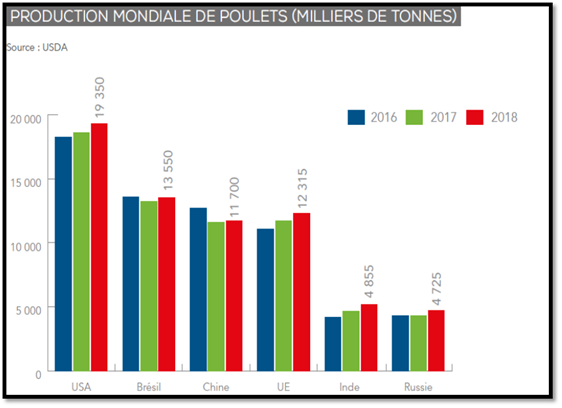 PRODUCTION MONDIALE DE POULETS (MILLIERS DE TONNES)
Source : USDA
2016 2017 2018
20 000
15 000
10 000
5 000
0
19 350
13 550
11 700
12 315
4 855
4 725
USA Brésil Chine UE Inde Russie